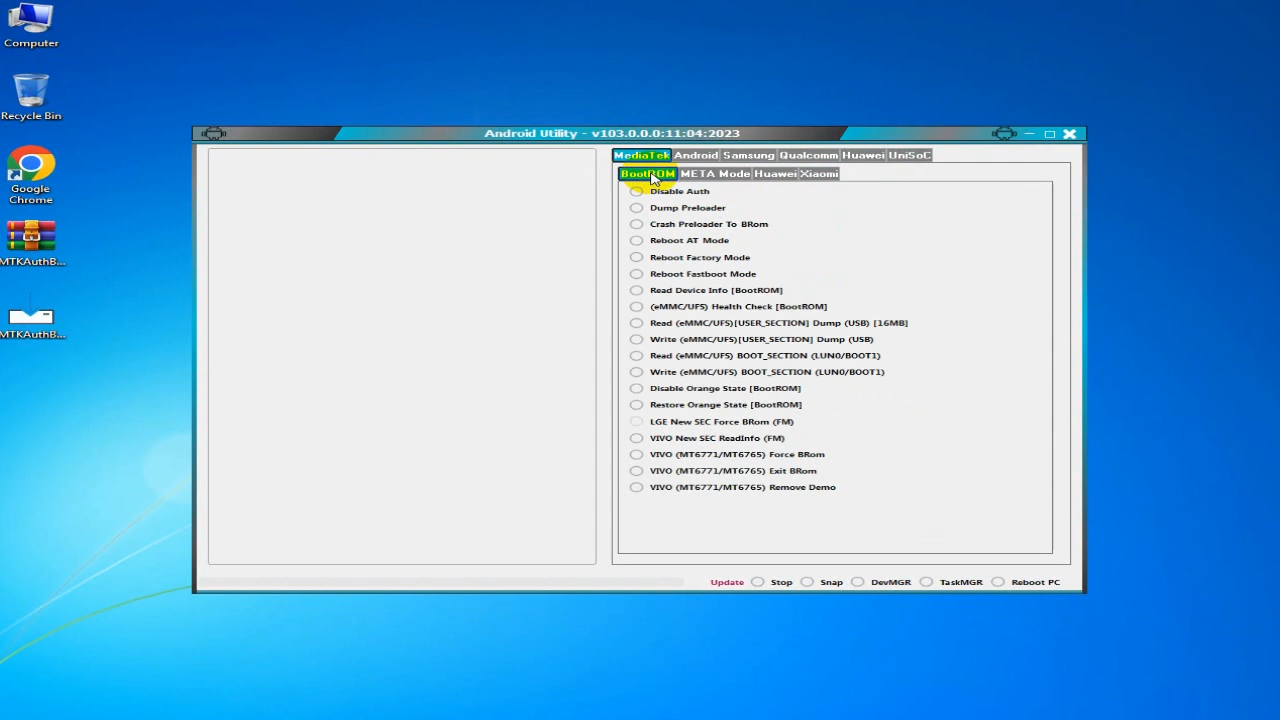 Computer
Recycle Bin
Google
Chrome
MTKAuthB...
MTKAuthB...
Android Utility - v103.0.0.0:11:04:2023
MediaTek Android Samsung Qualcomm Huawei UniSoC
BootROM META Mode Huawei Xiaomi
Disable Auth
Dump Preloader
Crash Preloader To BRom
Reboot AT Mode
Reboot Factory Mode
Reboot Fastboot Mode
Read Device Info [BootROM]
(eMMC/UFS) Health Check [BootROM]
Read (eMMC/UFS)[USER_SECTION] Dump (USB) [16MB]
Write (eMMC/UFS)[USER_SECTION] Dump (USB)
Read (eMMC/UFS) BOOT_SECTION (LUN0/BOOT1)
Write (eMMC/UFS) BOOT_SECTION (LUN0/BOOT1)
Disable Orange State [BootROM]
Restore Orange State [BootROM]
LGE New SEC Force BRom (FM)
VIVO New SEC ReadInfo (FM)
VIVO (MT6771/MT6765) Force BRom
VIVO (MT6771/MT6765) Exit BRom
VIVO (MT6771/MT6765) Remove Demo
Update Stop Snap DevMGR TaskMGR Reboot PC